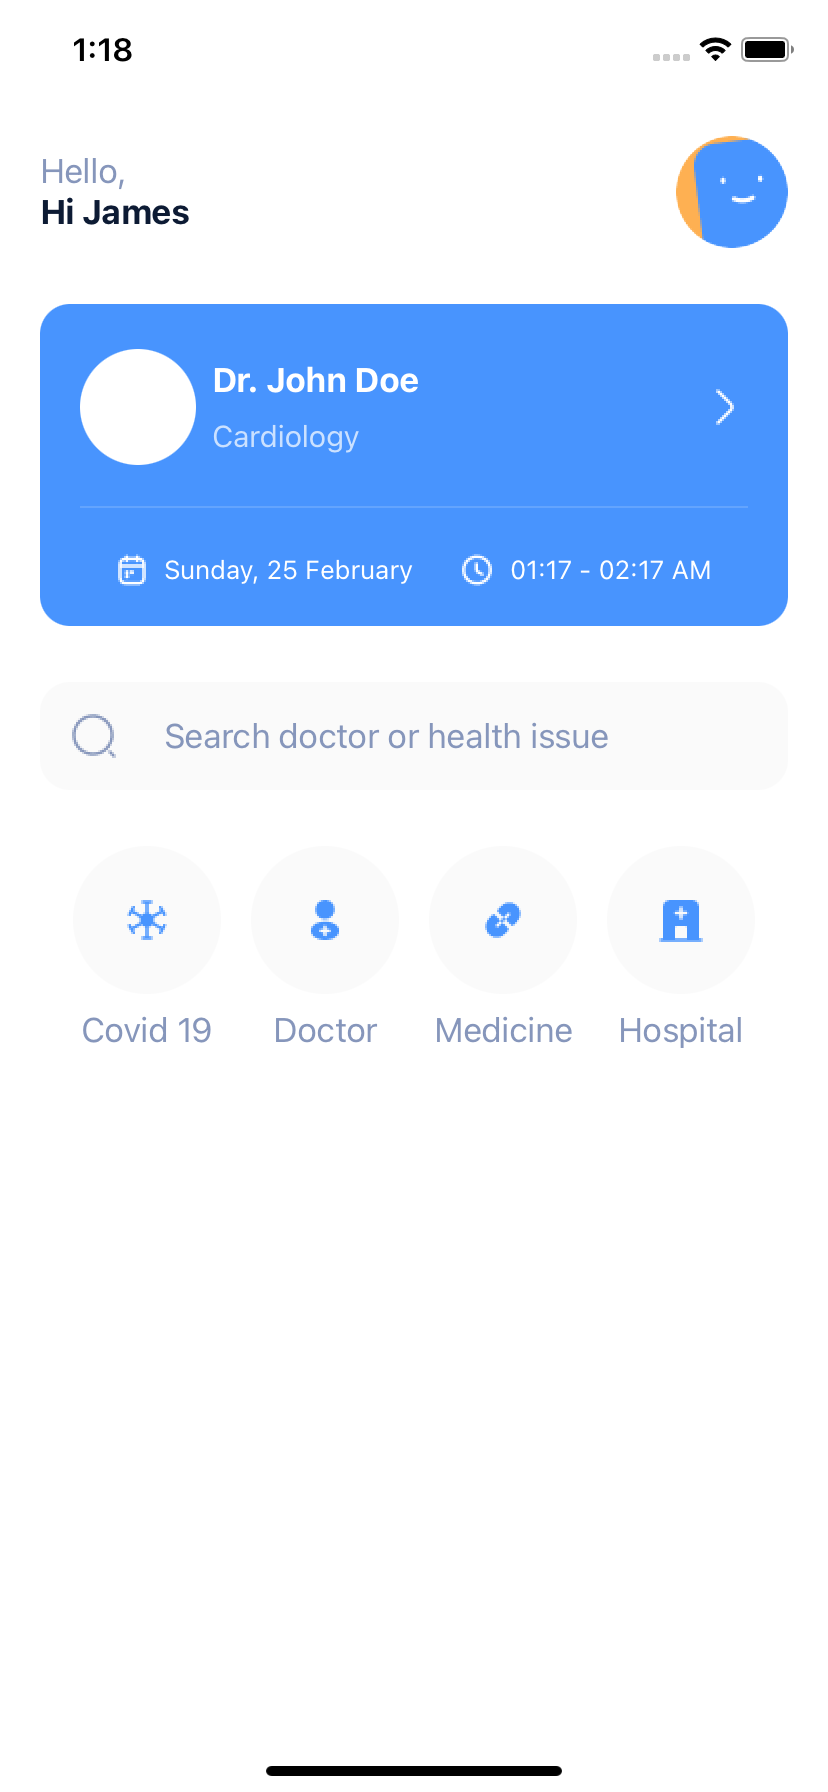 1:18
Hello,
Hi James
Dr. John Doe
Cardiology
Sunday, 25 February
01:17 - 02:17 AM
Search doctor or health issue
Covid 19
Doctor
Medicine
Hospital